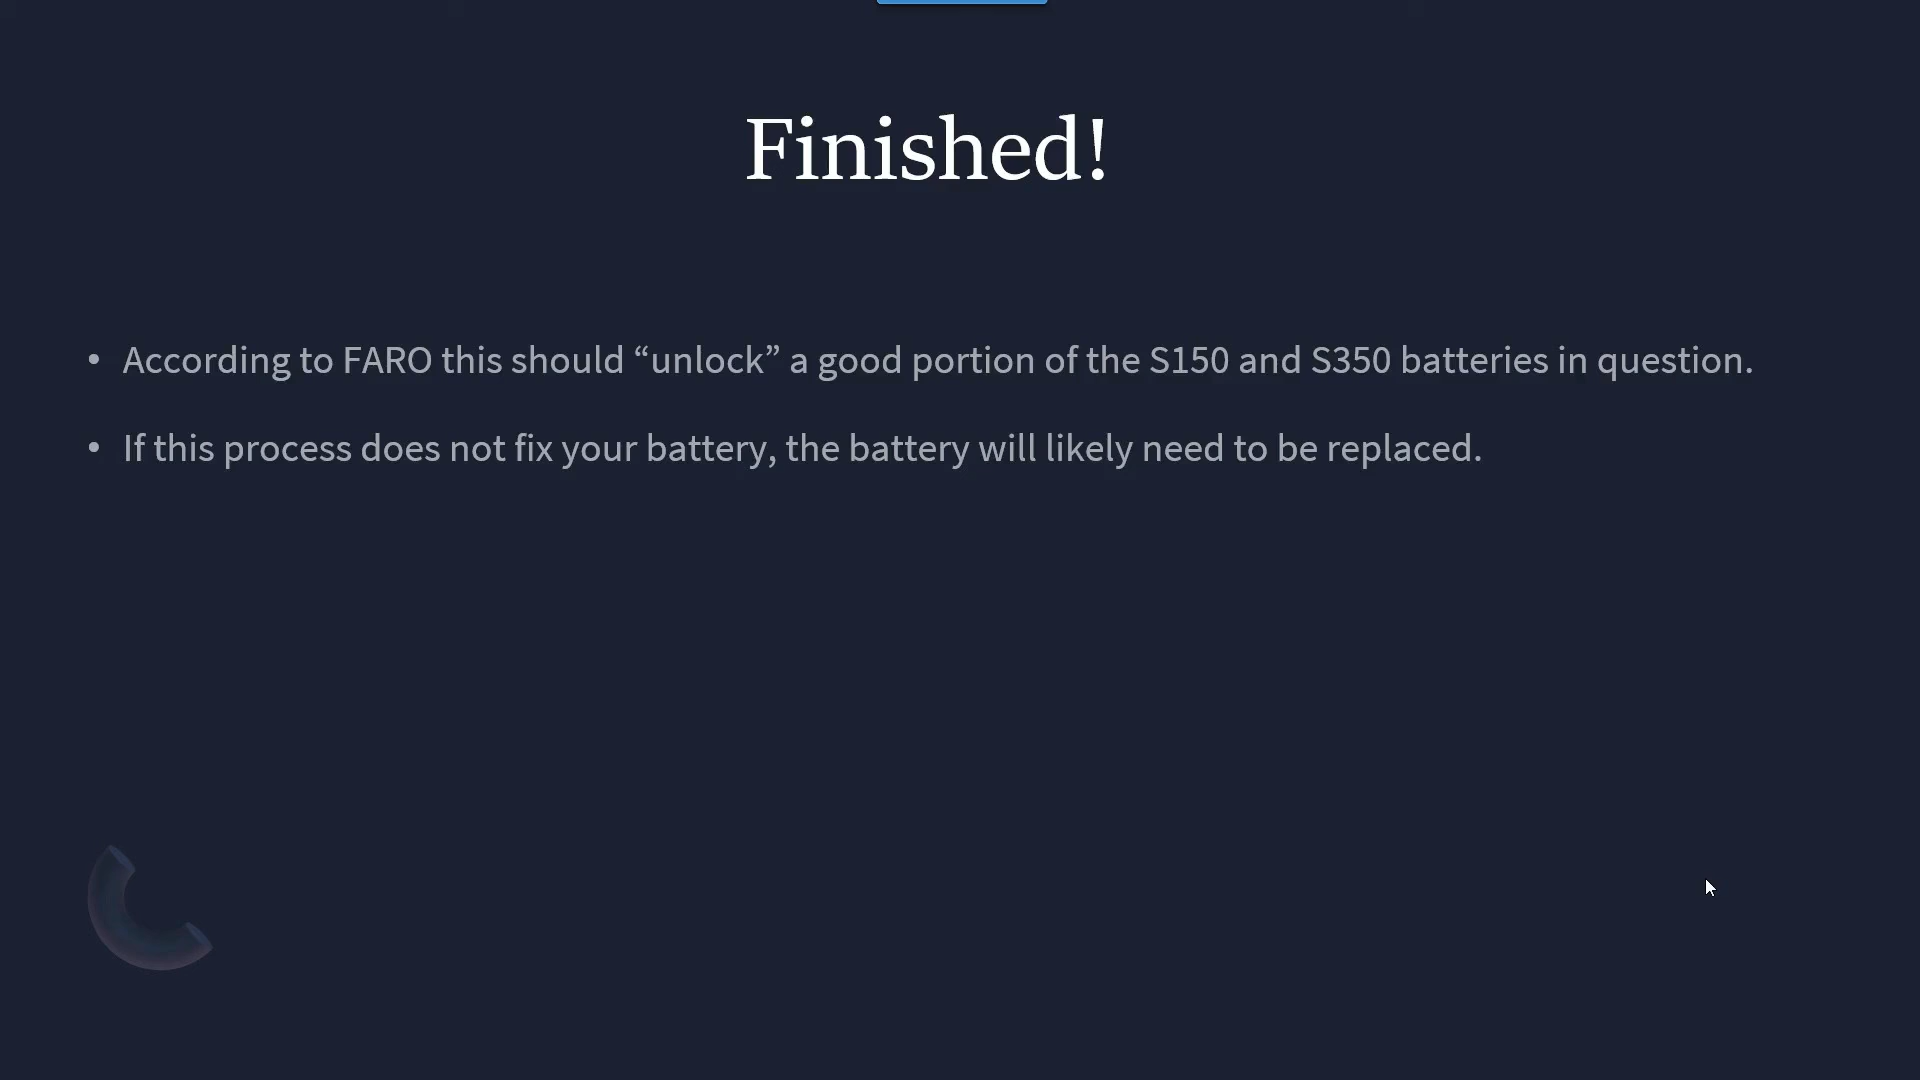 Finished!
• According to FARO this should “unlock” a good portion of the S150 and S350 batteries in question.
• If this process does not fix your battery, the battery will likely need to be replaced.